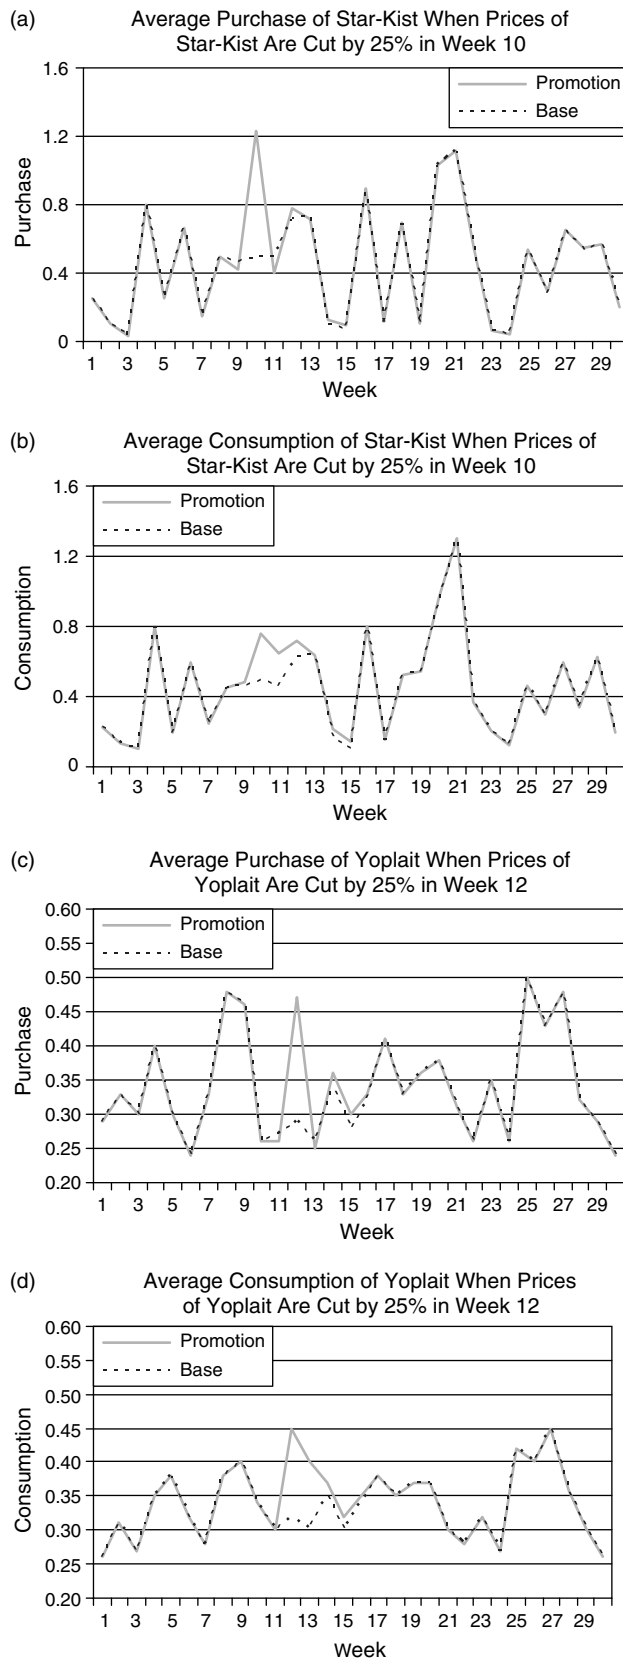 (a)
Average Purchase of Star-Kist When Prices of
Star-Kist Are Cut by 25% in Week 10
1.6
Promotion
Base
1.2
0.8
0.4
0
Purchase
1 3 5 7 9 11 13 15 17 19 21 23 25 27 29
Week
(b)
Average Consumption of Star-Kist When Prices of
Star-Kist Are Cut by 25% in Week 10
1.6
Promotion
Base
1.2
0.8
0.4
0
Consumption
1 3 5 7 9 11 13 15 17 19 21 23 25 27 29
Week
(c)
Average Purchase of Yoplait When Prices of
Yoplait Are Cut by 25% in Week 12
0.60
Promotion
0.55
Base
0.50
0.45
0.40
0.35
0.30
0.25
0.20
Purchase
1 3 5 7 9 11 13 15 17 19 21 23 25 27 29
Week
(d)
Average Consumption of Yoplait When Prices
of Yoplait Are Cut by 25% in Week 12
0.60
Promotion
0.55
Base
0.50
0.45
0.40
0.35
0.30
0.25
0.20
Consumption
1 3 5 7 9 11 13 15 17 19 21 23 25 27 29
Week